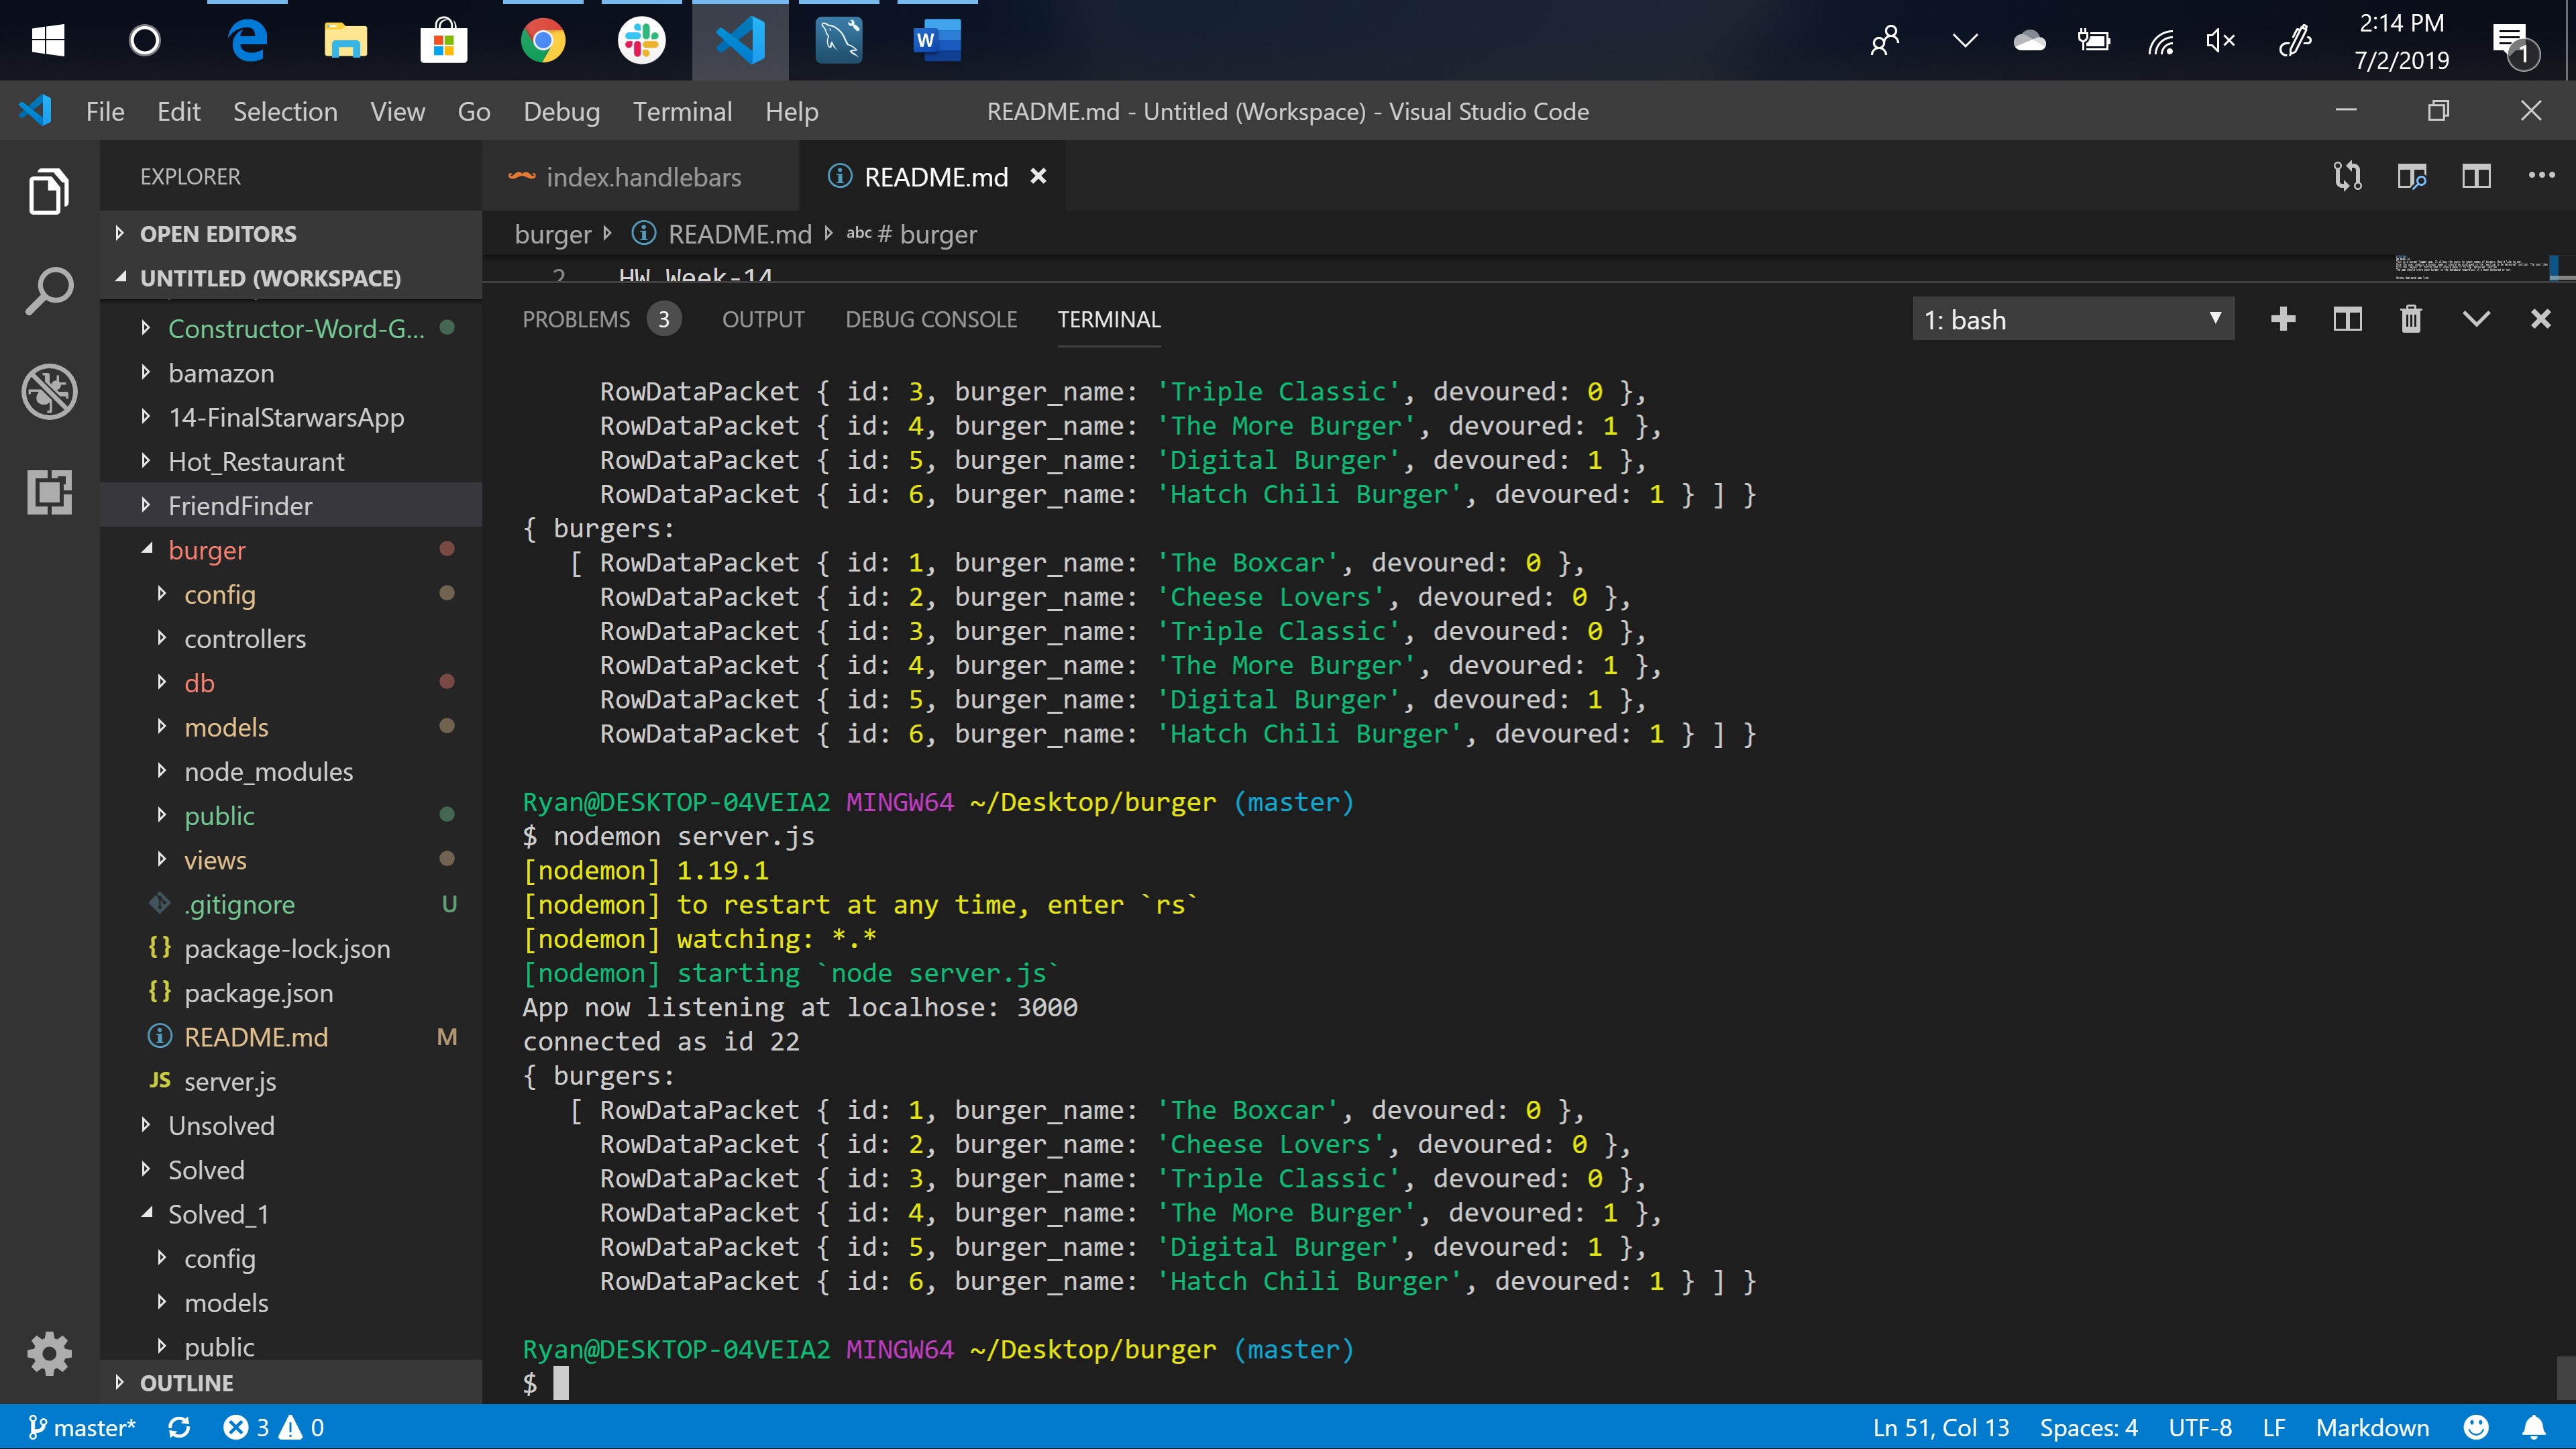 W
2:14 PM
7/2/2019
1
File Edit Selection View Go Debug Terminal Help
README.md - Untitled (Workspace) - Visual Studio Code
EXPLORER
index.handlebars
README.md
OPEN EDITORS
burger README.md abc # burger
UNTITLED (WORKSPACE)
2 HW Week-14
Constructor-Word-G...
bamazon
14-FinalStarwarsApp
Hot_Restaurant
FriendFinder
burger
config
controllers
db
models
node_modules
public
views
.gitignore U
{} package-lock.json
{} package.json
README.md M
JS server.js
Unsolved
Solved
Solved_1
config
models
public
OUTLINE
PROBLEMS 3 OUTPUT DEBUG CONSOLE TERMINAL
1: bash
RowDataPacket { id: 3, burger_name: 'Triple Classic', devoured: 0 },
RowDataPacket { id: 4, burger_name: 'The More Burger', devoured: 1 },
RowDataPacket { id: 5, burger_name: 'Digital Burger', devoured: 1 },
RowDataPacket { id: 6, burger_name: 'Hatch Chili Burger', devoured: 1 } ] }
{ burgers:
[ RowDataPacket { id: 1, burger_name: 'The Boxcar', devoured: 0 },
RowDataPacket { id: 2, burger_name: 'Cheese Lovers', devoured: 0 },
RowDataPacket { id: 3, burger_name: 'Triple Classic', devoured: 0 },
RowDataPacket { id: 4, burger_name: 'The More Burger', devoured: 1 },
RowDataPacket { id: 5, burger_name: 'Digital Burger', devoured: 1 },
RowDataPacket { id: 6, burger_name: 'Hatch Chili Burger', devoured: 1 } ] }
Ryan@DESKTOP-04VEIA2 MINGW64 ~/Desktop/burger (master)
$ nodemon server.js
[nodemon] 1.19.1
[nodemon] to restart at any time, enter `rs`
[nodemon] watching: *.*
[nodemon] starting `node server.js`
App now listening at localhose: 3000
connected as id 22
{ burgers:
[ RowDataPacket { id: 1, burger_name: 'The Boxcar', devoured: 0 },
RowDataPacket { id: 2, burger_name: 'Cheese Lovers', devoured: 0 },
RowDataPacket { id: 3, burger_name: 'Triple Classic', devoured: 0 },
RowDataPacket { id: 4, burger_name: 'The More Burger', devoured: 1 },
RowDataPacket { id: 5, burger_name: 'Digital Burger', devoured: 1 },
RowDataPacket { id: 6, burger_name: 'Hatch Chili Burger', devoured: 1 } ] }
Ryan@DESKTOP-04VEIA2 MINGW64 ~/Desktop/burger (master)
$
master* 3 0
Ln 51, Col 13 Spaces: 4 UTF-8 LF Markdown